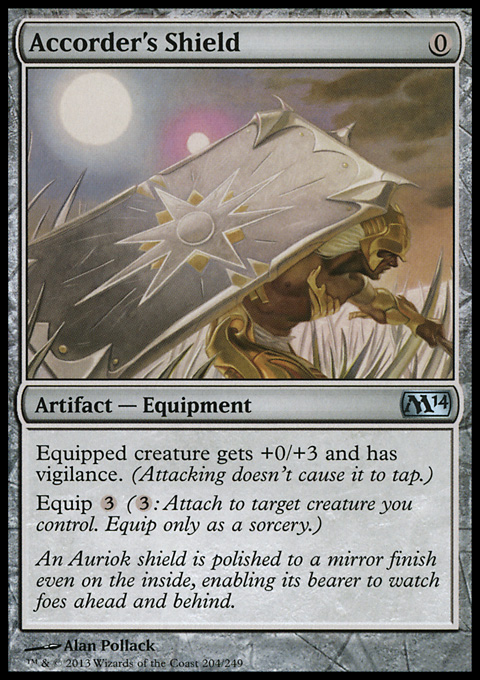 Accorder's Shield 0
Artifact — Equipment M14
Equipped creature gets +0/+3 and has
vigilance. (Attacking doesn't cause it to tap.)
Equip 3 (3: Attach to target creature you
control. Equip only as a sorcery.)
An Auriok shield is polished to a mirror finish
even on the inside, enabling its bearer to watch
foes ahead and behind.
Alan Pollack
™ & © 2013 Wizards of the Coast 204/249